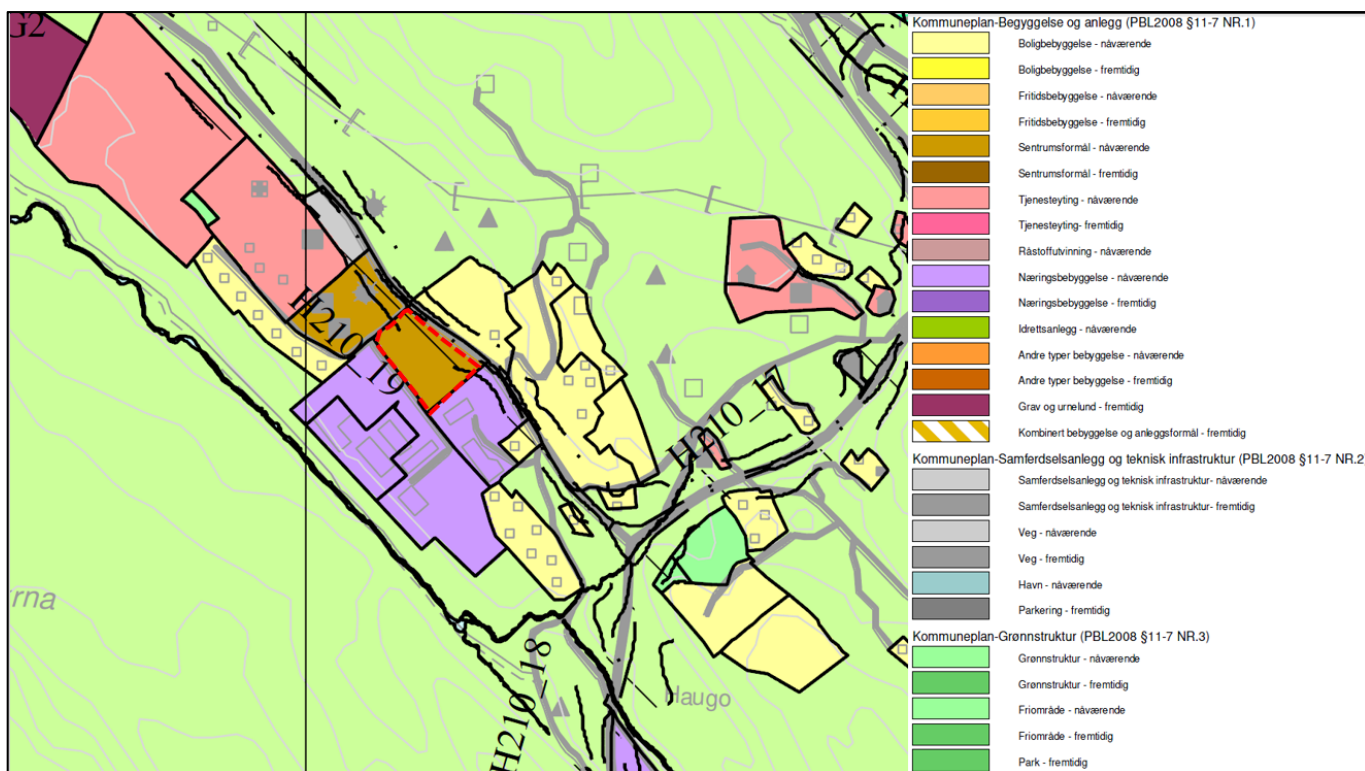 G2
H210_19
H210_1
H210_18
rna
Haugo
Kommuneplan-Begyggelse og anlegg (PBL2008 §11-7 NR.1)
Boligbebyggelse - nåværende
Boligbebyggelse - fremtidig
Fritidsbebyggelse - nåværende
Fritidsbebyggelse - fremtidig
Sentrumsformål - nåværende
Sentrumsformål - fremtidig
Tjenesteyting - nåværende
Tjenesteyting- fremtidig
Råstoffutvinning - nåværende
Næringsbebyggelse - nåværende
Næringsbebyggelse - fremtidig
Idrettsanlegg - nåværende
Andre typer bebyggelse - nåværende
Andre typer bebyggelse - fremtidig
Grav og urnelund - fremtidig
Kombinert bebyggelse og anleggsformål - fremtidig
Kommuneplan-Samferdselsanlegg og teknisk infrastruktur (PBL2008 §11-7 NR.2)
Samferdselsanlegg og teknisk infrastruktur- nåværende
Samferdselsanlegg og teknisk infrastruktur- fremtidig
Veg - nåværende
Veg - fremtidig
Havn - nåværende
Parkering - fremtidig
Kommuneplan-Grønnstruktur (PBL2008 §11-7 NR.3)
Grønnstruktur - nåværende
Grønnstruktur - fremtidig
Friområde - nåværende
Friområde - fremtidig
Park - fremtidig